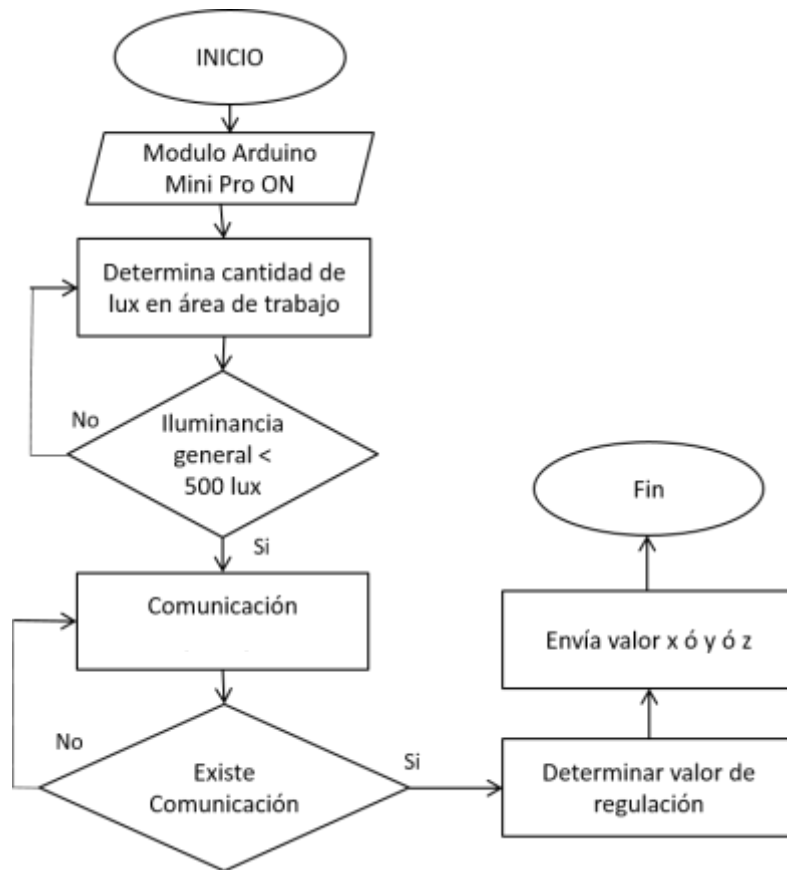 INICIO
Modulo Arduino
Mini Pro ON
Determina cantidad de
lux en área de trabajo
No
Iluminancia
general <
500 lux
Si
Comunicación
No
Existe
Comunicación
Si
Determinar valor de
regulación
Envía valor x ó y ó z
Fin